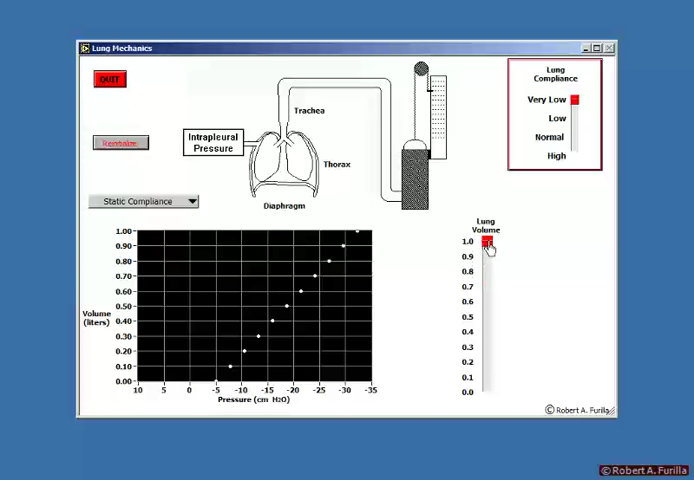 Lung Mechanics
QUIT
Reinitialize
Static Compliance
Intrapleural
Pressure
Trachea
Thorax
Diaphragm
Lung
Compliance
Very Low
Low
Normal
High
Volume
(liters)
1.00
0.90
0.80
0.70
0.60
0.50
0.40
0.30
0.20
0.10
0.00
10 5 0 -5 -10 -15 -20 -25 -30 -35
Pressure (cm H2O)
Lung
Volume
1.0
0.9
0.8
0.7
0.6
0.5
0.4
0.3
0.2
0.1
0.0
© Robert A. Furilla
© Robert A. Furilla